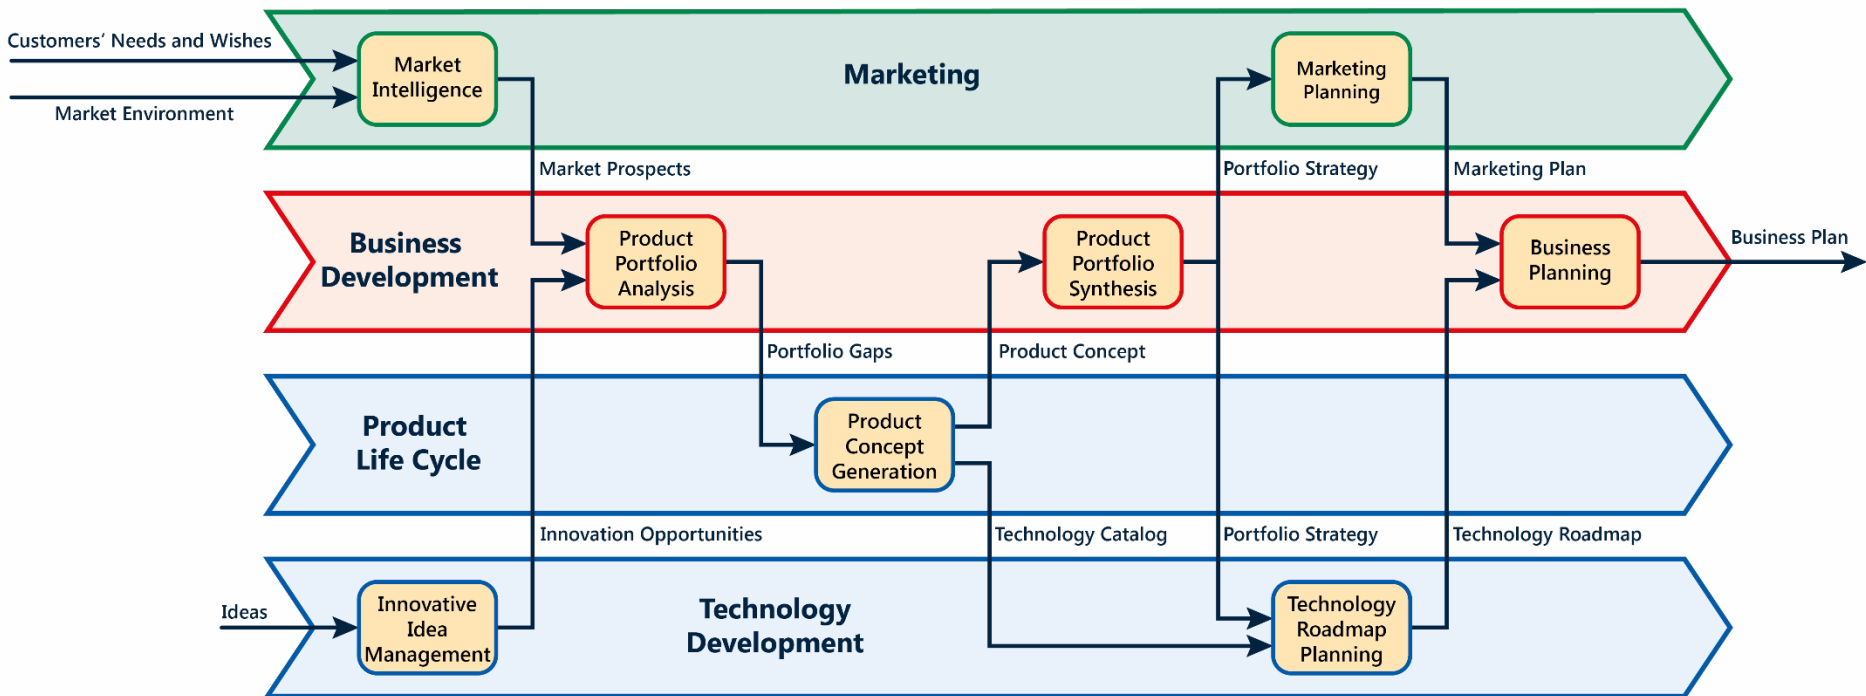 Customers’ Needs and Wishes
Market Environment
Market
Intelligence
Marketing
Marketing
Planning
Market Prospects
Portfolio Strategy
Marketing Plan
Business
Development
Product
Portfolio
Analysis
Product
Portfolio
Synthesis
Business
Planning
Business Plan
Portfolio Gaps
Product Concept
Product
Life Cycle
Product
Concept
Generation
Innovation Opportunities
Technology Catalog
Portfolio Strategy
Technology Roadmap
Ideas
Innovative
Idea
Management
Technology
Development
Technology
Roadmap
Planning